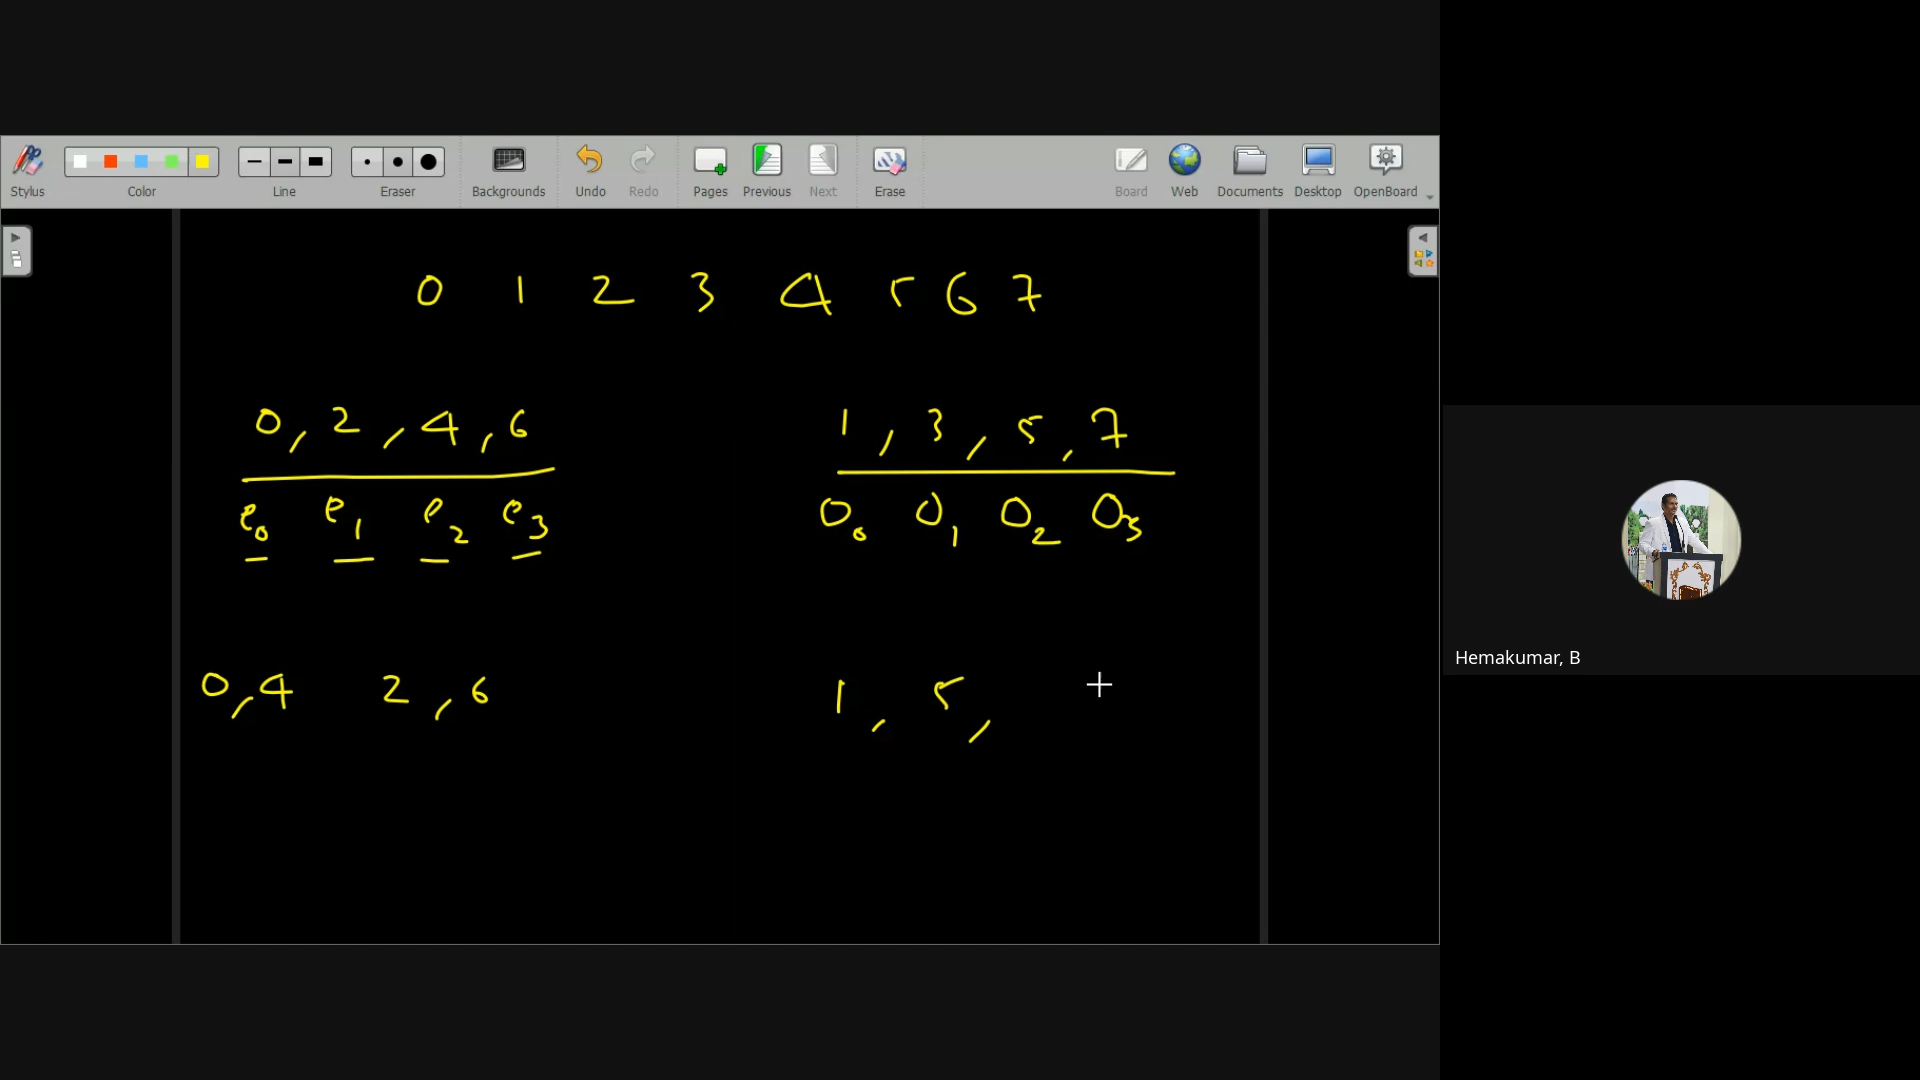 Stylus Color Line Eraser Backgrounds Undo Redo Pages Previous Next Erase Board Web Documents Desktop OpenBoard
0 1 2 3 4 5 6 7
0, 2, 4, 6 1, 3, 5, 7
e₀ e₁ e₂ e₃ O₀ O₁ O₂ O₃
0,4 2,6 1, 5,
Hemakumar, B